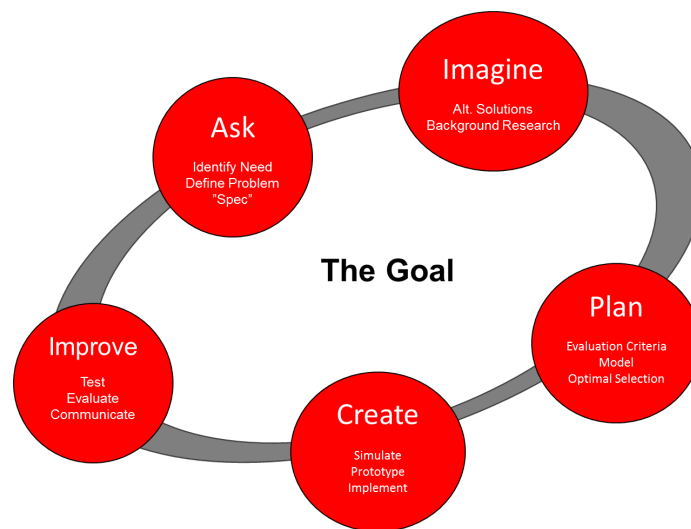 Imagine
Alt. Solutions
Background Research
Ask
Identify Need
Define Problem
”Spec”
The Goal
Plan
Evaluation Criteria
Model
Optimal Selection
Improve
Test
Evaluate
Communicate
Create
Simulate
Prototype
Implement